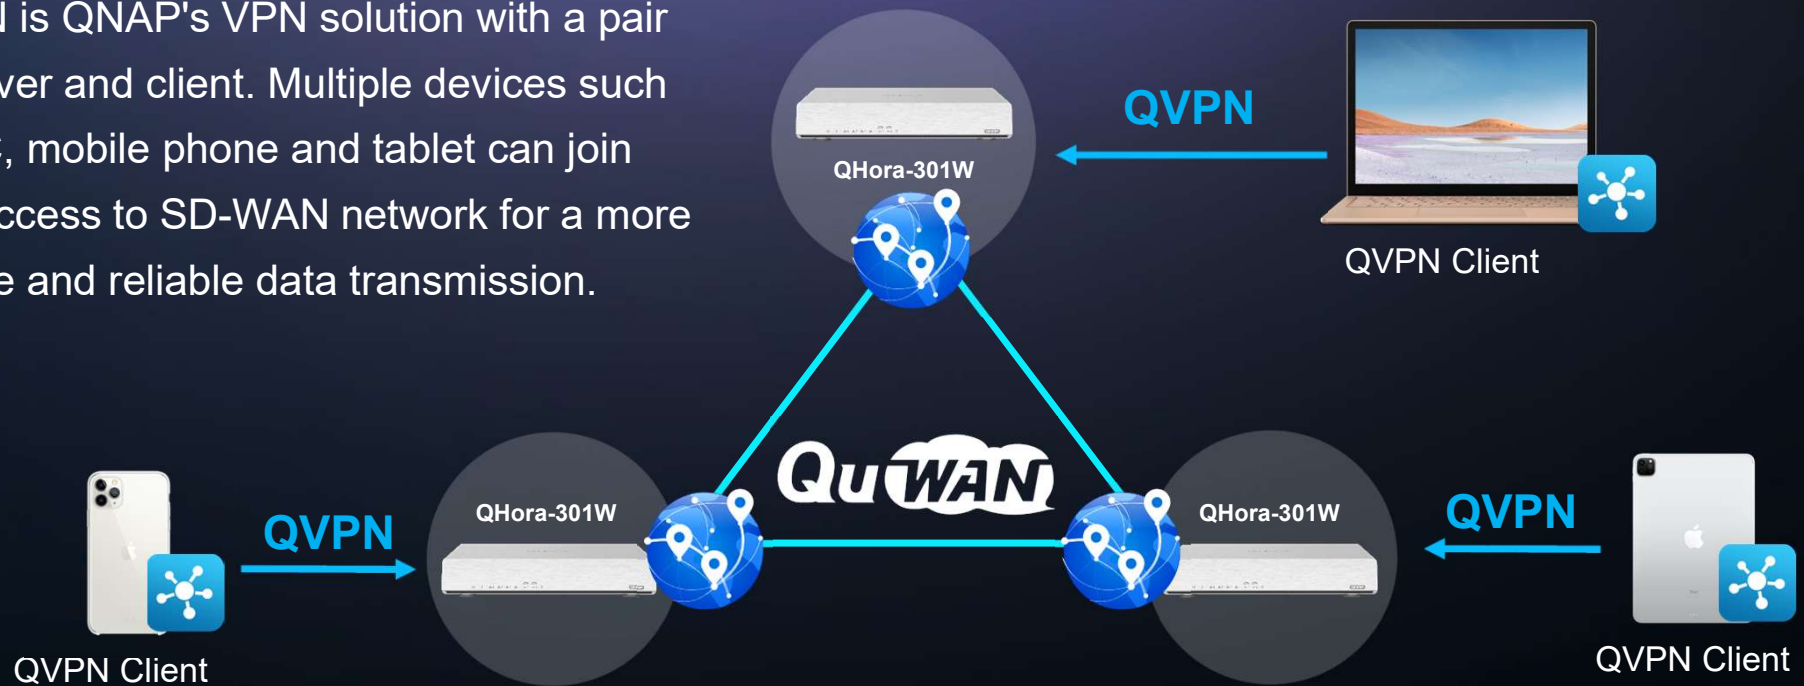 N is QNAP's VPN solution with a pair
ver and client. Multiple devices such
, mobile phone and tablet can join
ccess to SD-WAN network for a more
e and reliable data transmission.
QHora-301W
QVPN
QVPN Client
QuWAN
QHora-301W
QVPN
QVPN Client
QHora-301W
QVPN
QVPN Client